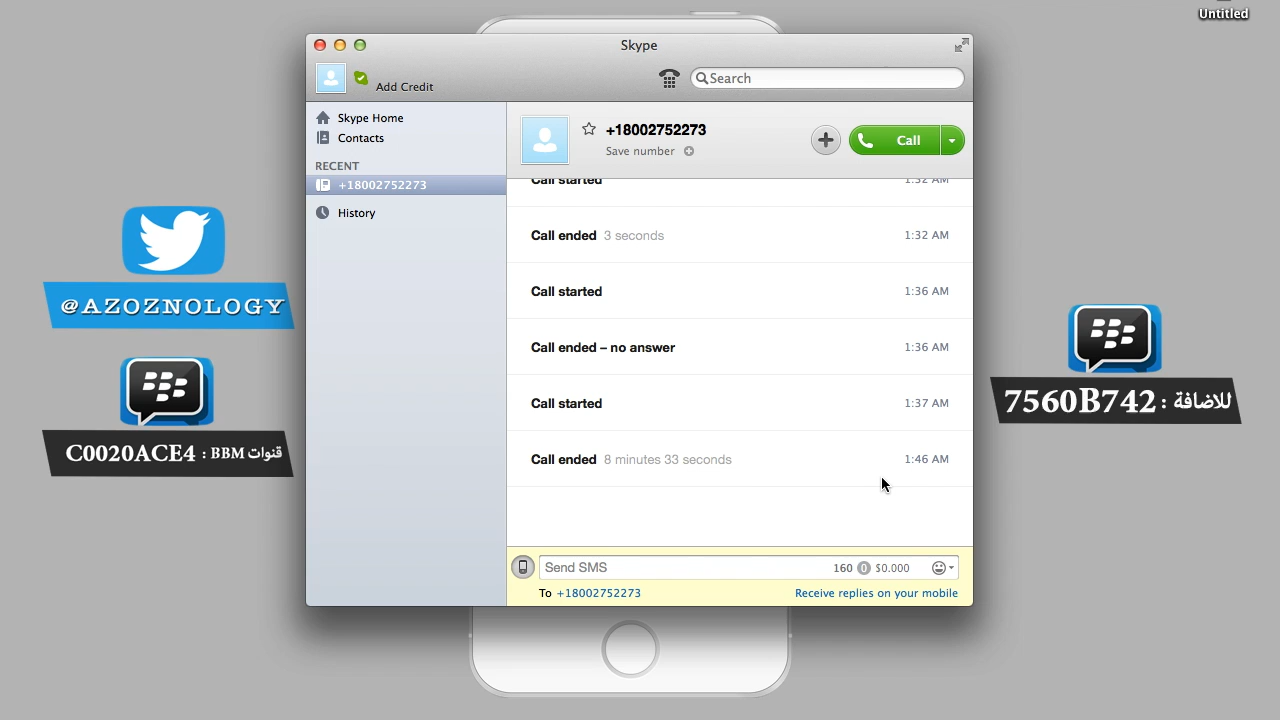 Untitled
Skype
Add Credit
Search
Skype Home
Contacts
RECENT
+18002752273
History
+18002752273
Save number
Call
Call started 1:32 AM
Call ended 3 seconds 1:32 AM
Call started 1:36 AM
Call ended – no answer 1:36 AM
Call started 1:37 AM
Call ended 8 minutes 33 seconds 1:46 AM
Send SMS 160 0 $0.000
To +18002752273 Receive replies on your mobile
@AZOZNOLOGY
قنوات BBM : C0020ACE4
للاضافة : 7560B742